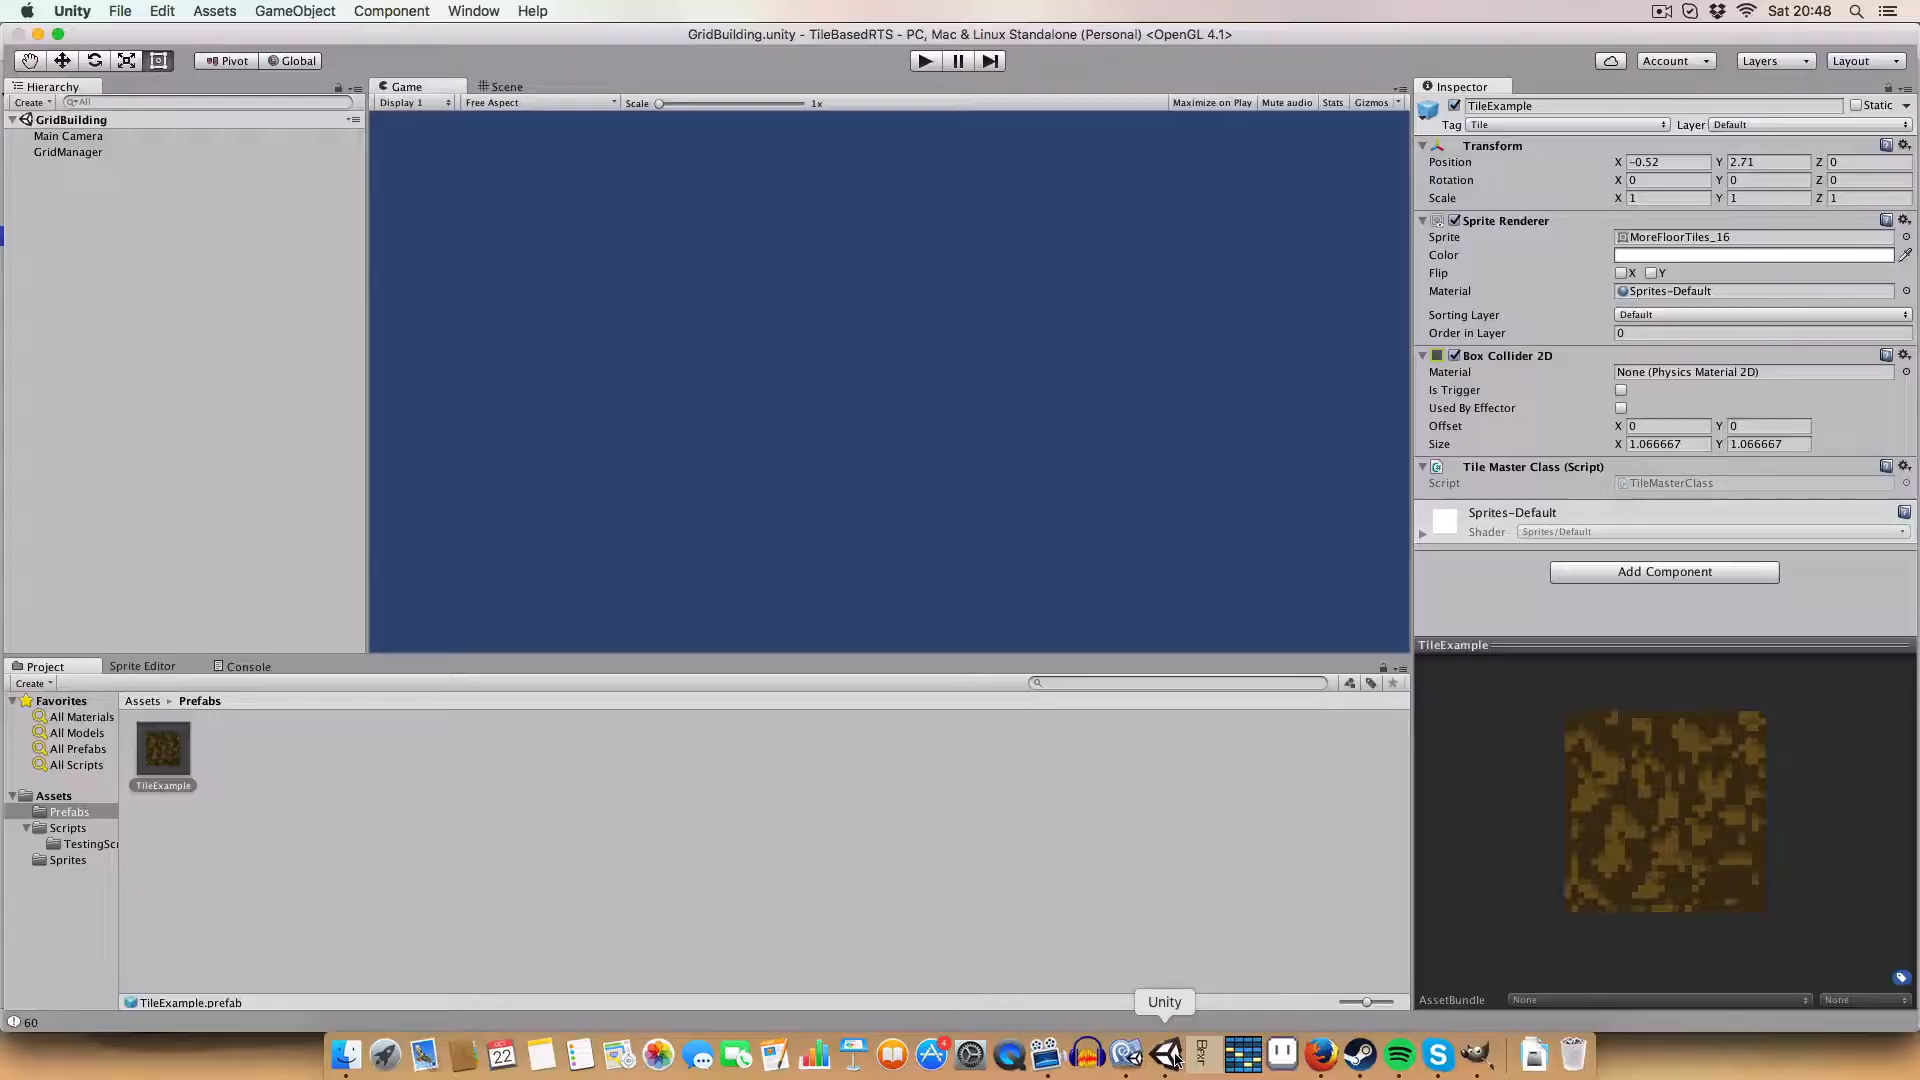 Unity File Edit Assets GameObject Component Window Help Sat 20:48
GridBuilding.unity - TileBasedRTS - PC, Mac & Linux Standalone (Personal) <OpenGL 4.1>
Pivot Global Account Layers Layout
Hierarchy
Create All
GridBuilding
Main Camera
GridManager
Game Scene
Display 1 Free Aspect Scale 1x Maximize on Play Mute audio Stats Gizmos
Inspector
TileExample Static
Tag Tile Layer Default
Transform
Position X -0.52 Y 2.71 Z 0
Rotation X 0 Y 0 Z 0
Scale X 1 Y 1 Z 1
Sprite Renderer
Sprite MoreFloorTiles_16
Color
Flip X Y
Material Sprites-Default
Sorting Layer Default
Order in Layer 0
Box Collider 2D
Material None (Physics Material 2D)
Is Trigger
Used By Effector
Offset X 0 Y 0
Size X 1.066667 Y 1.066667
Tile Master Class (Script)
Script TileMasterClass
Sprites-Default
Shader Sprites/Default
Add Component
TileExample
AssetBundle None None
Project Sprite Editor Console
Create
Favorites
All Materials
All Models
All Prefabs
All Scripts
Assets
Prefabs
Scripts
TestingScr
Sprites
Assets Prefabs
TileExample
TileExample.prefab
60
Unity
OCT
22
4
Bfxr